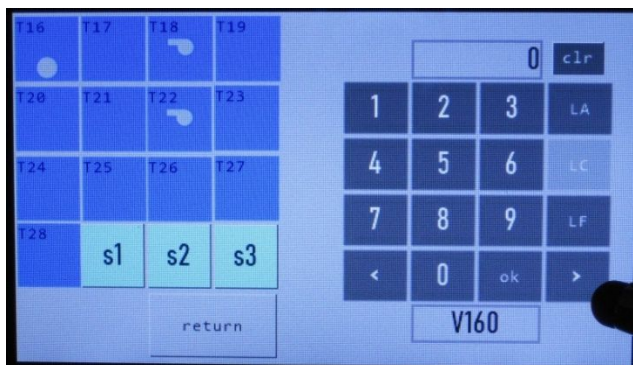 T16 T17 T18 T19
0 clr
T20 T21 T22 T23
1 2 3 LA
T24 T25 T26 T27
4 5 6 LC
7 8 9 LF
T28 s1 s2 s3
< 0 ok >
return
V160